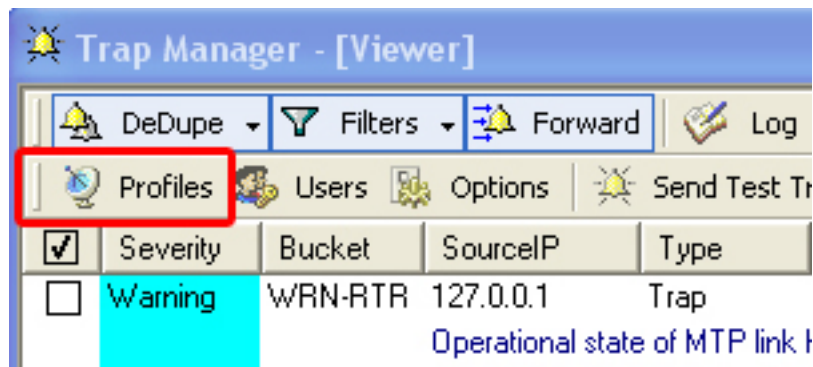 Trap Manager - [Viewer]
DeDupe Filters Forward Log
Profiles Users Options Send Test
Severity Bucket SourceIP Type
Warning WRN-RTR 127.0.0.1 Trap
Operational state of MTP link